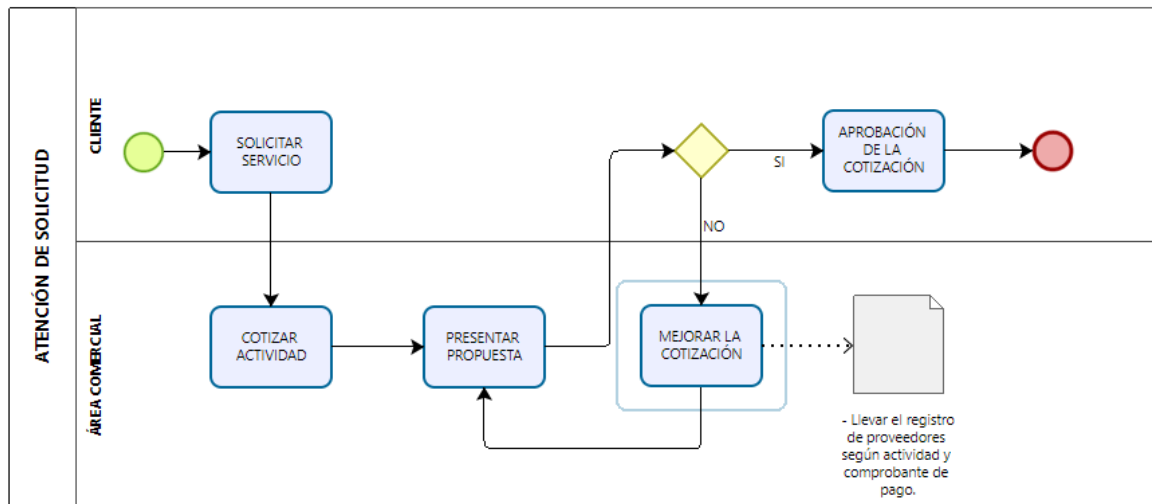 ATENCIÓN DE SOLICITUD
CLIENTE
SOLICITAR
SERVICIO
SI
NO
APROBACIÓN
DE LA
COTIZACIÓN
ÁREA COMERCIAL
COTIZAR
ACTIVIDAD
PRESENTAR
PROPUESTA
MEJORAR LA
COTIZACIÓN
- Llevar el registro
de proveedores
según actividad y
comprobante de
pago.